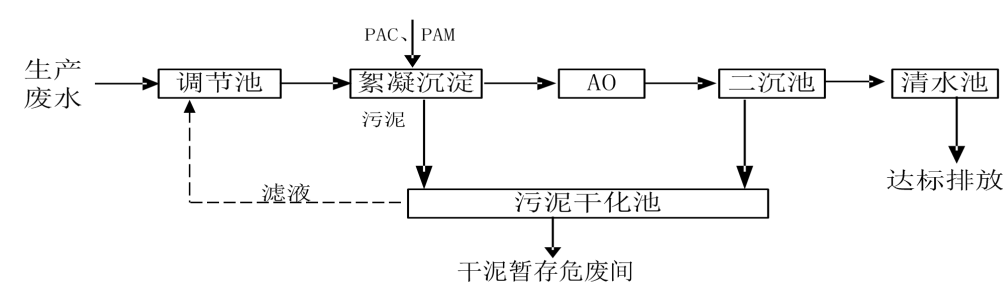 PAC、PAM
生产
废水
调节池
絮凝沉淀
AO
二沉池
清水池
污泥
达标排放
滤液
污泥干化池
干泥暂存危废间